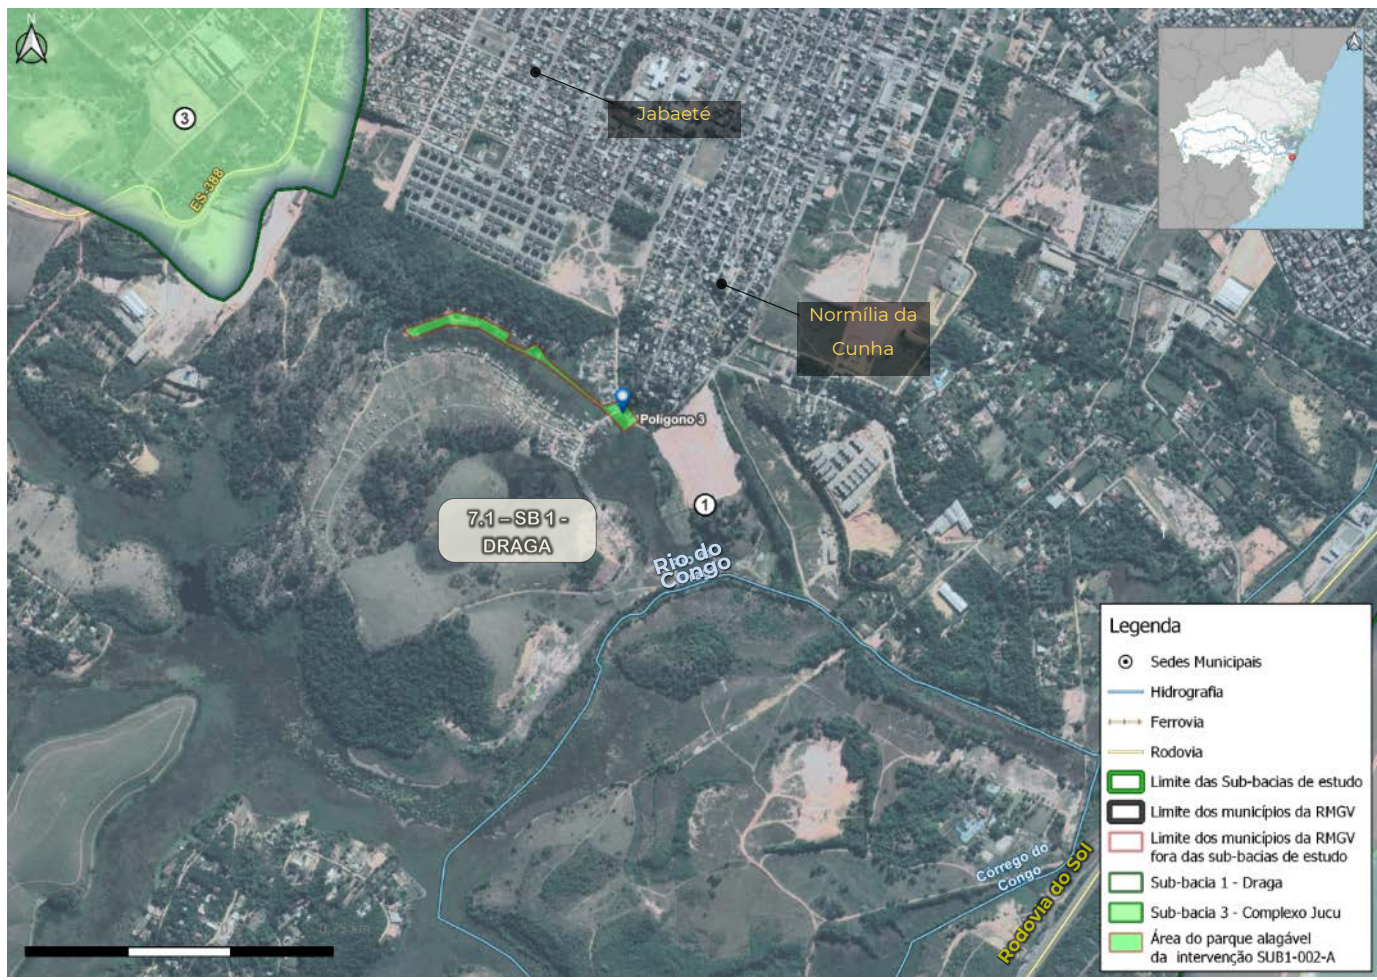 N
Jabaeté
3
ES-388
Normília da
Cunha
Polígono 3
7.1 – SB 1 -
DRAGA
1
Rio do
Congo
Córrego do
Congo
Rodovia do Sol
Legenda
Sedes Municipais
Hidrografia
Ferrovia
Rodovia
Limite das Sub-bacias de estudo
Limite dos municípios da RMGV
Limite dos municípios da RMGV
fora das sub-bacias de estudo
Sub-bacia 1 - Draga
Sub-bacia 3 - Complexo Jucu
Área do parque alagável
da intervenção SUB1-002-A